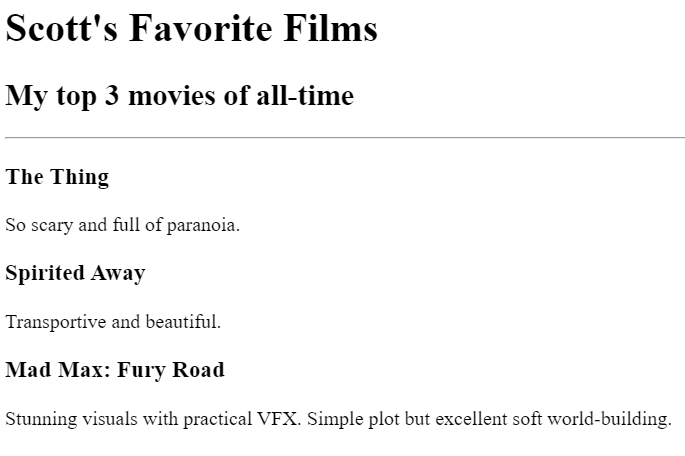 Scott's Favorite Films
My top 3 movies of all-time
The Thing
So scary and full of paranoia.
Spirited Away
Transportive and beautiful.
Mad Max: Fury Road
Stunning visuals with practical VFX. Simple plot but excellent soft world-building.